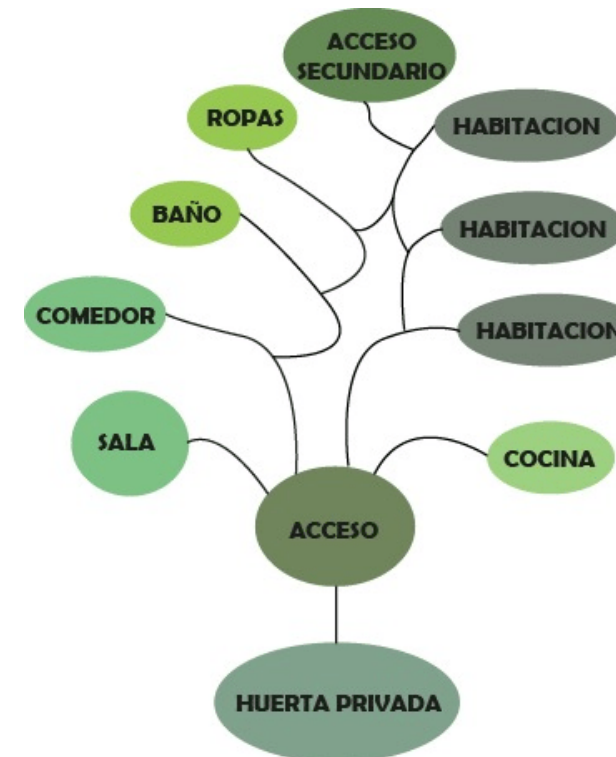 ACCESO
SECUNDARIO
ROPAS
HABITACION
BAÑO
HABITACION
COMEDOR
HABITACION
SALA
COCINA
ACCESO
HUERTA PRIVADA